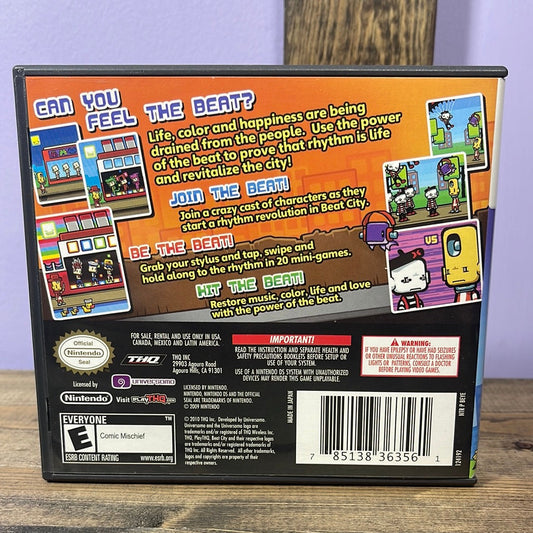 CAN YOU
FEEL THE BEAT?
Life, color and happiness are being
drained from the people. Use the power
of the beat to prove that rhythm is life
and revitalize the city!
JOIN THE BEAT!
Join a crazy cast of characters as they
start a rhythm revolution in Beat City.
BE THE BEAT!
Grab your stylus and tap, swipe and
hold along to the rhythm in 20 mini-games.
HIT THE BEAT!
Restore music, color, life and love
with the power of the beat.
US
Official
Nintendo
Seal
FOR SALE, RENTAL AND USE ONLY IN USA,
CANADA, MEXICO AND LATIN AMERICA.
THQ
THQ INC
29903 Agoura Road
Agoura Hills, CA 91301
Licensed by
Nintendo
universomo
Visit PLAYTHQ.COM
LICENSED BY NINTENDO.
NINTENDO, NINTENDO DS AND THE OFFICIAL
SEAL ARE TRADEMARKS OF NINTENDO.
© 2009 NINTENDO
IMPORTANT!
READ THE INSTRUCTION AND SEPARATE HEALTH AND
SAFETY PRECAUTIONS BOOKLETS BEFORE SETUP OR
USE OF YOUR SYSTEM.
USE OF A NINTENDO DS SYSTEM WITH UNAUTHORIZED
DEVICES MAY RENDER THIS GAME UNPLAYABLE.
WARNING:
IF YOU HAVE EPILEPSY OR HAVE HAD SEIZURES
OR OTHER UNUSUAL REACTIONS TO FLASHING
LIGHTS OR PATTERNS, CONSULT A DOCTOR
BEFORE PLAYING VIDEO GAMES.
EVERYONE
E
Comic Mischief
ESRB CONTENT RATING
www.esrb.org
© 2010 THQ Inc. Developed by Universomo.
Universomo and the Universomo logo are
trademarks and/or registered trademarks of
THQ Wireless Inc.
THQ, PlayTHQ, Beat City and their respective logos
are trademarks and/or registered trademarks of
THQ Inc. All Rights Reserved. All other trademarks,
logos and copyrights are property of their
respective owners.
MADE IN JAPAN
7 85138 36356 1
124192